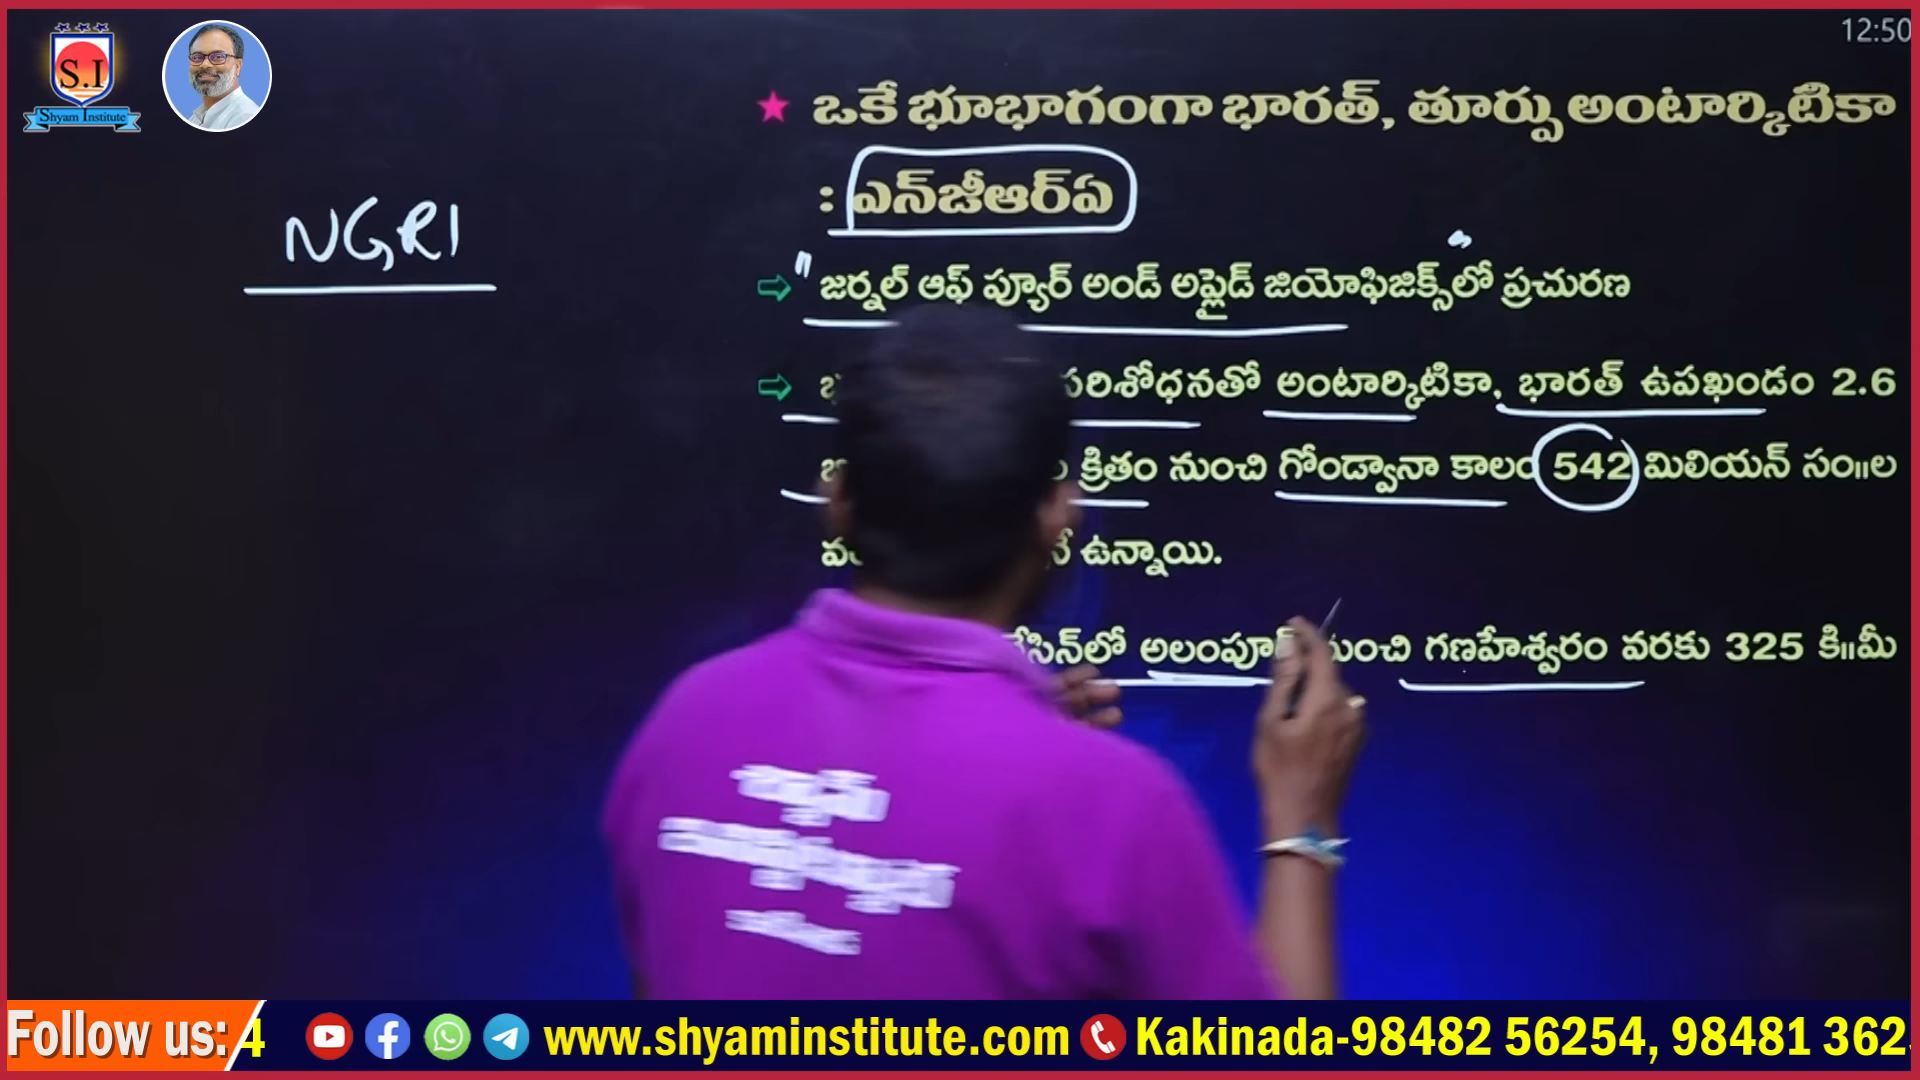 S.I
Shyam Institute
12:50
ఒకే భూభాగంగా భారత్, తూర్పు అంటార్కిటికా
: ఎన్‌జీఆర్ఏ
NGRI
" జర్నల్ ఆఫ్ ప్యూర్ అండ్ అప్లైడ్ జియోఫిజిక్స్‌లో ప్రచురణ "
పరిశోధనతో అంటార్కిటికా, భారత్ ఉపఖండం 2.6
క్రితం నుంచి గోండ్వానా కాలం 542 మిలియన్ సం॥ల
ఉన్నాయి.
బేసిన్‌లో అలంపూర్ నుంచి గణహేశ్వరం వరకు 325 కి॥మీ
Follow us: 4 www.shyaminstitute.com Kakinada-98482 56254, 98481 362